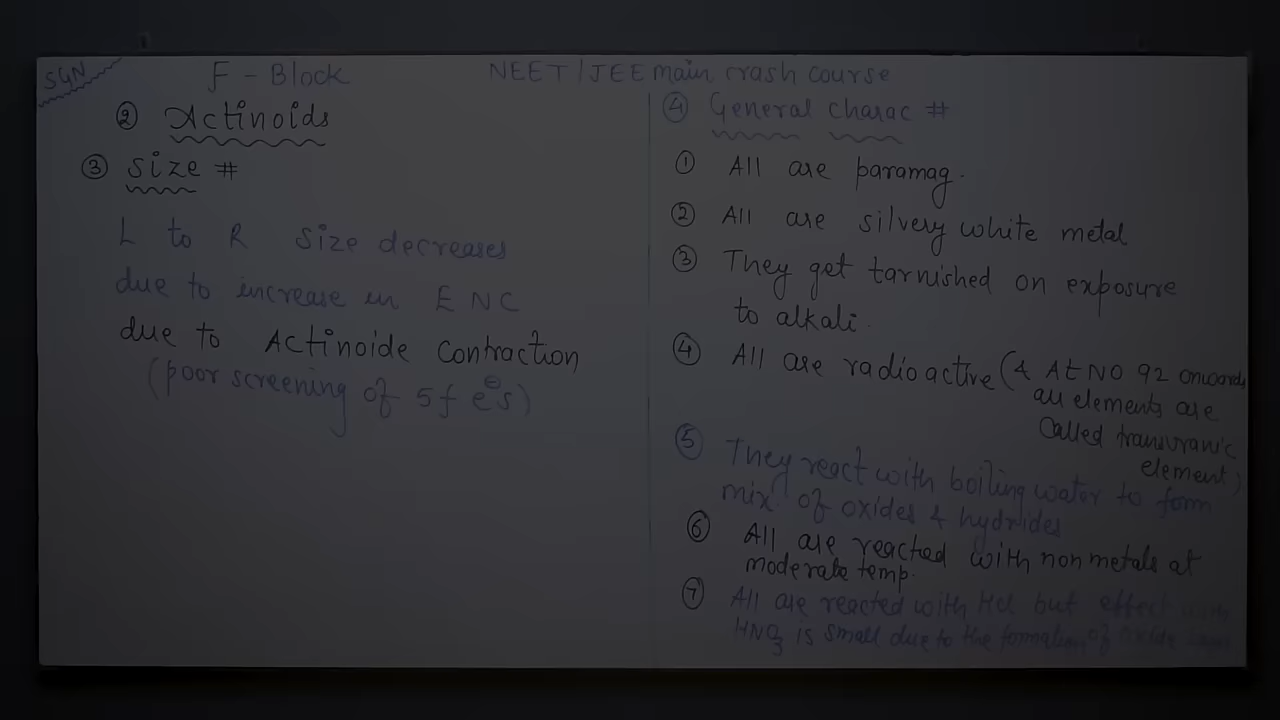 SGN
F - Block
NEET/JEE main crash course
② Actinoids
③ size #
L to R size decreases
due to increase in ENC
due to Actinoide contraction
(poor screening of 5f e⊖s)
④ General charac #
① All are paramag.
② All are silvery white metal
③ They get tarnished on exposure
to alkali.
④ All are radioactive (& At NO 92 onwards
all elements are
called transuranic
element)
⑤ They react with boiling water to form
mix of oxides & hydrides
⑥ All are reached with non metals at
moderate temp.
⑦ All are reacted with HCl but effect with
HNO3 is small due to the formation of oxide